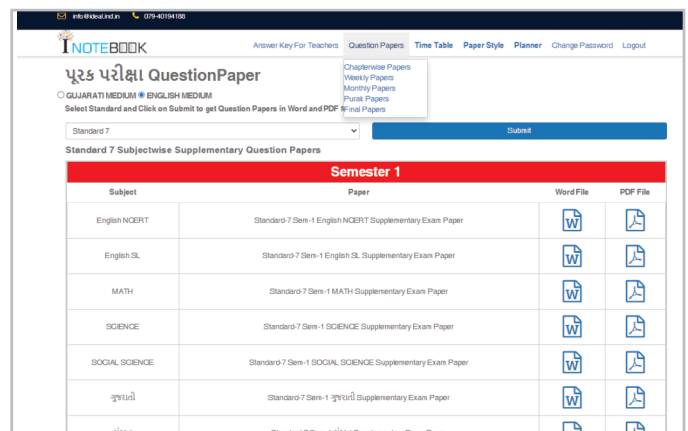 info@ideal.ind.in 079-40194188
INOTEBOOK
Answer Key For Teachers Question Papers Time Table Paper Style Planner Change Password Logout
Chapterwise Papers
Weekly Papers
Monthly Papers
Purak Papers
Final Papers
પૂરક પરીક્ષા QuestionPaper
GUJARATI MEDIUM ENGLISH MEDIUM
Select Standard and Click on Submit to get Question Papers in Word and PDF
Standard 7 Submit
Standard 7 Subjectwise Supplementary Question Papers
Semester 1
Subject Paper Word File PDF File
English NCERT Standard-7 Sem-1 English NCERT Supplementary Exam Paper
English SL Standard-7 Sem-1 English SL Supplementary Exam Paper
MATH Standard-7 Sem-1 MATH Supplementary Exam Paper
SCIENCE Standard-7 Sem-1 SCIENCE Supplementary Exam Paper
SOCIAL SCIENCE Standard-7 Sem-1 SOCIAL SCIENCE Supplementary Exam Paper
ગુજરાતી Standard-7 Sem-1 ગુજરાતી Supplementary Exam Paper